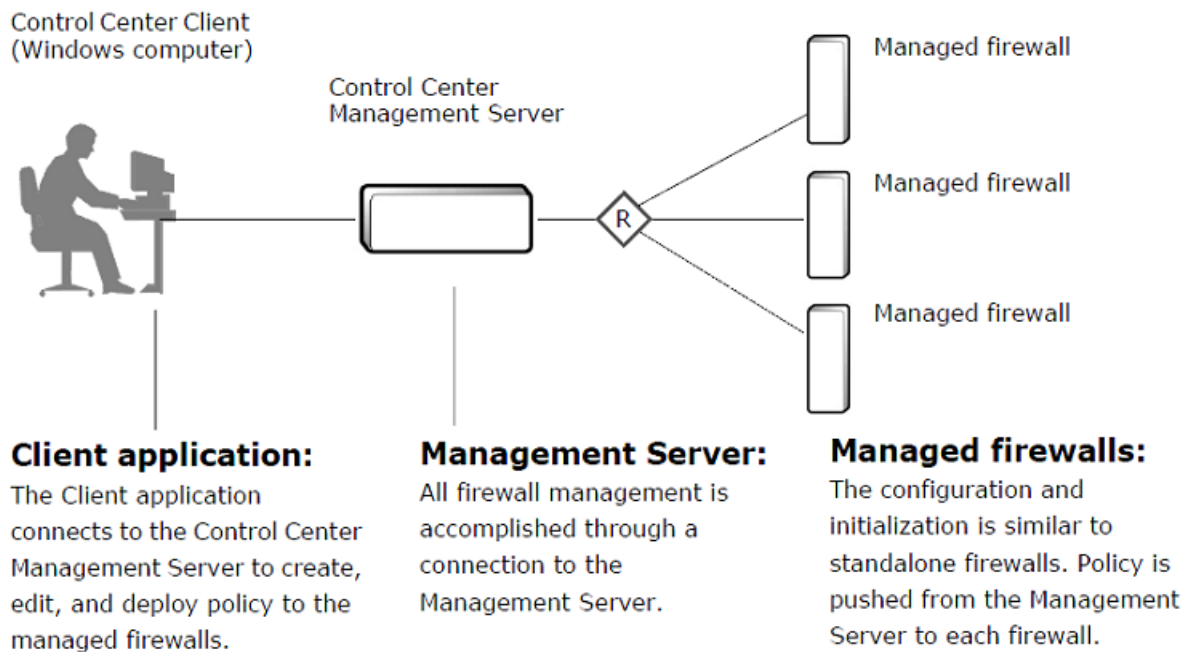 Control Center Client
(Windows computer)
Control Center
Management Server
Managed firewall
Managed firewall
R
Managed firewall
Client application:
The Client application
connects to the Control Center
Management Server to create,
edit, and deploy policy to the
managed firewalls.
Management Server:
All firewall management is
accomplished through a
connection to the
Management Server.
Managed firewalls:
The configuration and
initialization is similar to
standalone firewalls. Policy is
pushed from the Management
Server to each firewall.